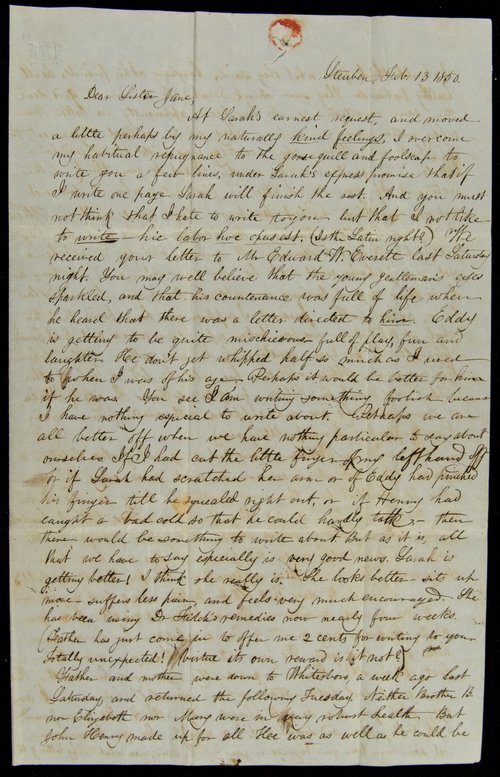 Steuben, Feb. 13 1850.
Dear Sister Jane,
At Sarah's earnest request, and moved
a little perhaps by my naturally kind feelings, I overcome
my habitual repugnance to the goosequill and foolscap to
write you a few lines, under Sarah's express promise that if
I write one page Sarah will finish the rest. And you must
not think that I hate to write to you but that I not like
to write - hic labor hoc opus est. (Is the Latin right?) We
received your letter to Mr Edward W. Everett last Saturday
night. You may well believe that the young gentleman's eyes
sparkled, and that his countenance was full of life when
he heard that there was a letter directed to him. Eddy
is getting to be quite mischievous full of play, fun and
laughter. Hee don't get whipped half so much as I used
to when I was of his age. Perhaps it would be better for him
if he was. You see I am writing something foolish because
I have nothing especial to write about. Perhaps we are
all better off when we have nothing particular to say about
ourselves. If I had cut the little finger of my left hand off
or if Sarah had scratched her arm or if Eddy had pinched
his finger till he squealed right out, or if Henry had
caught a bad cold so that he could hardly talk, - then
there would be something to write about But as it is, all
that we have to say especially is very good news. Sarah is
getting better! I think she really is. She looks better - sits up
more - suffers less pain, and feels very much encouraged. She
has been using Dr Fitch's remedies now nearly four weeks.
(Father has just come in to offer me 2 cents for writing to you.
Totally unexpected! Virtue its own reward is it not?)
Father and mother were down to Whitesboro, a week ago last
Saturday, and returned the following Tuesday. Neither Brother R.
nor Elizabeth nor Mary were in very robust health. But
John Henry made up for all Hee was as well as he could be